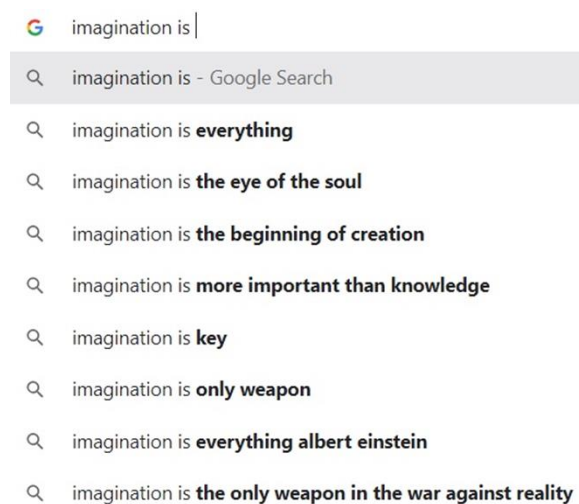 imagination is
imagination is - Google Search
imagination is everything
imagination is the eye of the soul
imagination is the beginning of creation
imagination is more important than knowledge
imagination is key
imagination is only weapon
imagination is everything albert einstein
imagination is the only weapon in the war against reality